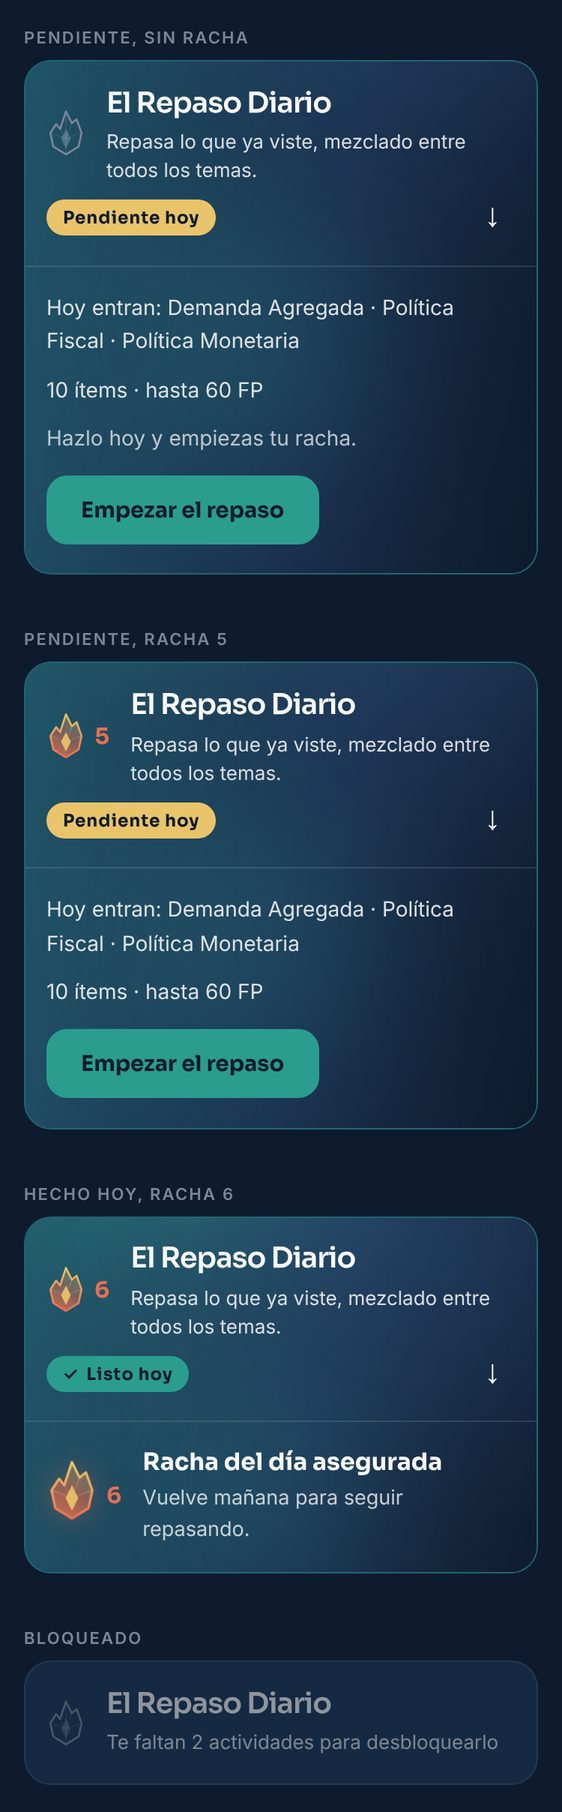 PENDIENTE, SIN RACHA
El Repaso Diario
Repasa lo que ya viste, mezclado entre
todos los temas.
Pendiente hoy ↓
Hoy entran: Demanda Agregada · Política
Fiscal · Política Monetaria
10 ítems · hasta 60 FP
Hazlo hoy y empiezas tu racha.
Empezar el repaso
PENDIENTE, RACHA 5
5
El Repaso Diario
Repasa lo que ya viste, mezclado entre
todos los temas.
Pendiente hoy ↓
Hoy entran: Demanda Agregada · Política
Fiscal · Política Monetaria
10 ítems · hasta 60 FP
Empezar el repaso
HECHO HOY, RACHA 6
6
El Repaso Diario
Repasa lo que ya viste, mezclado entre
todos los temas.
✓ Listo hoy ↓
6
Racha del día asegurada
Vuelve mañana para seguir
repasando.
BLOQUEADO
El Repaso Diario
Te faltan 2 actividades para desbloquearlo